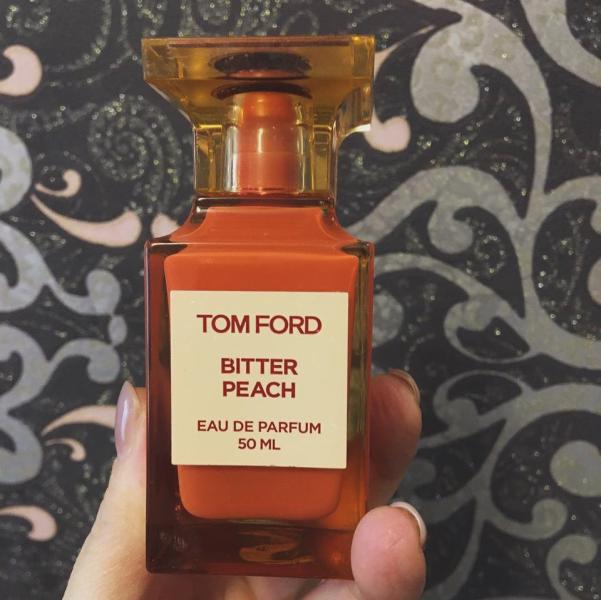 TOM FORD
BITTER
PEACH
EAU DE PARFUM
50 ML